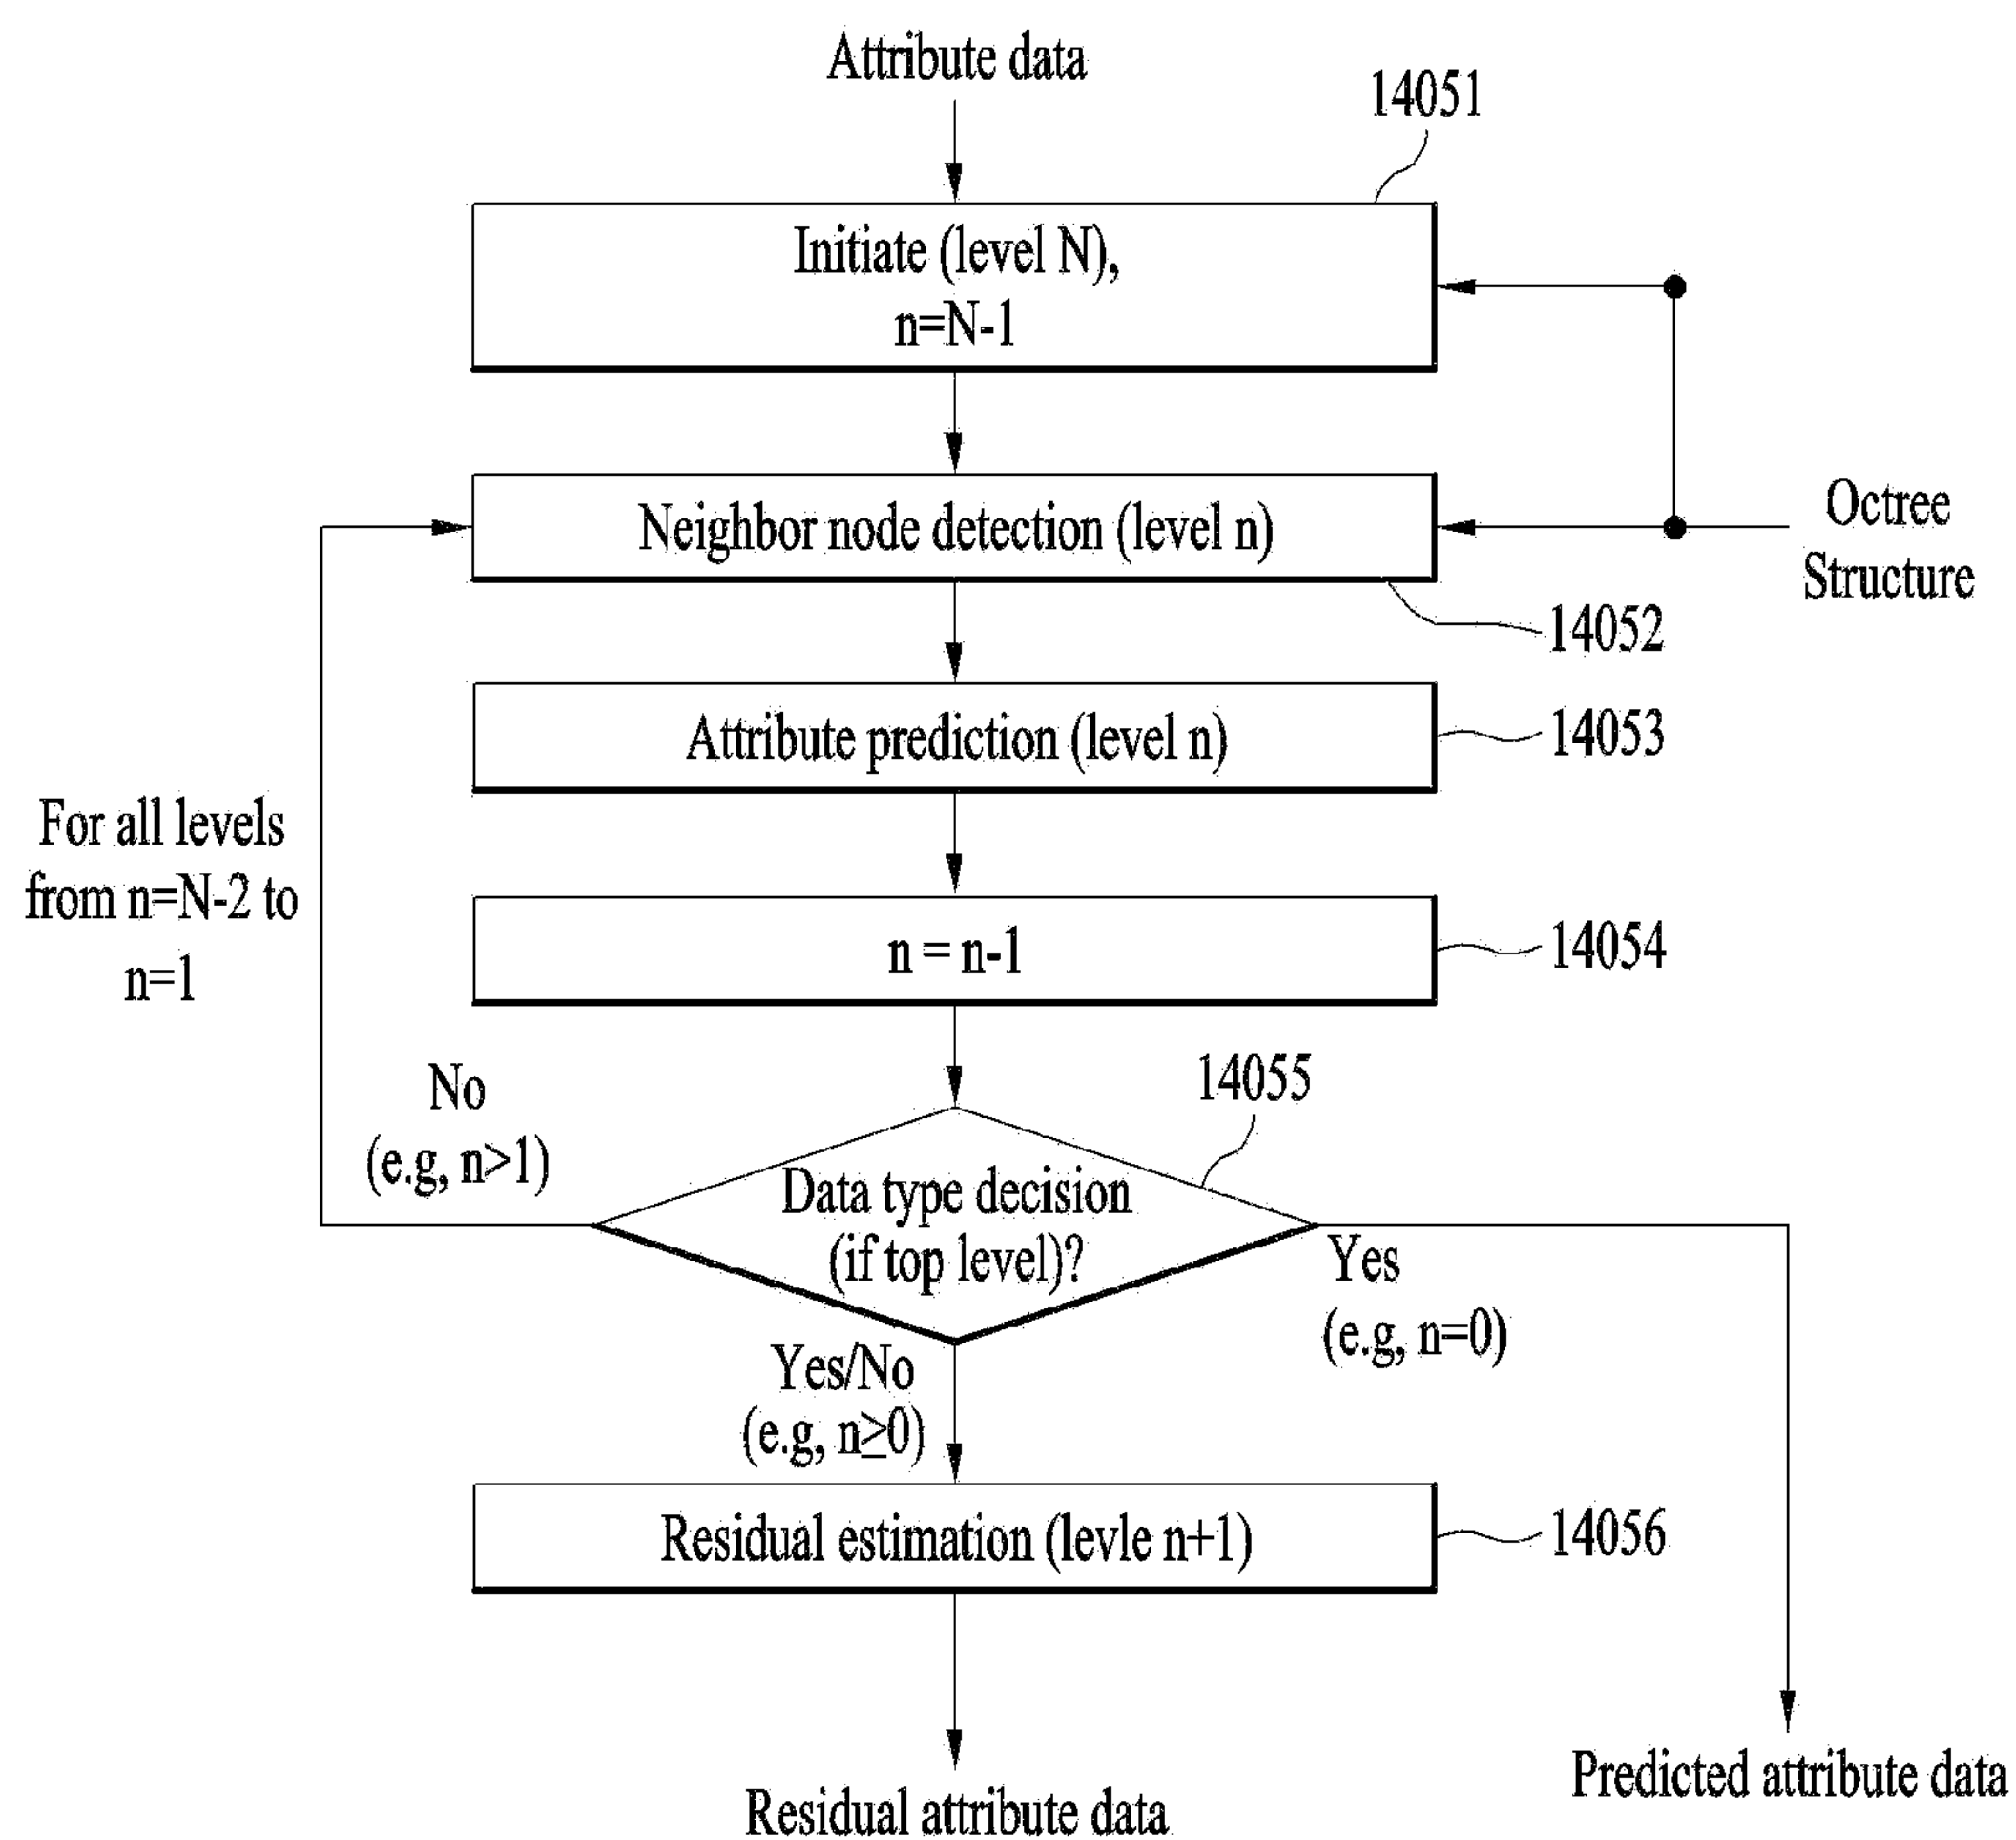 Attribute data
14051
Initiate (level N),
n=N-1
Neighbor node detection (level n)
Octree
Structure
14052
Attribute prediction (level n)
14053
For all levels
from n=N-2 to
n=1
n = n-1
14054
No
(e.g, n>1)
14055
Data type decision
(if top level)?
Yes
(e.g, n=0)
Yes/No
(e.g, n≥0)
Residual estimation (levle n+1)
14056
Predicted attribute data
Residual attribute data